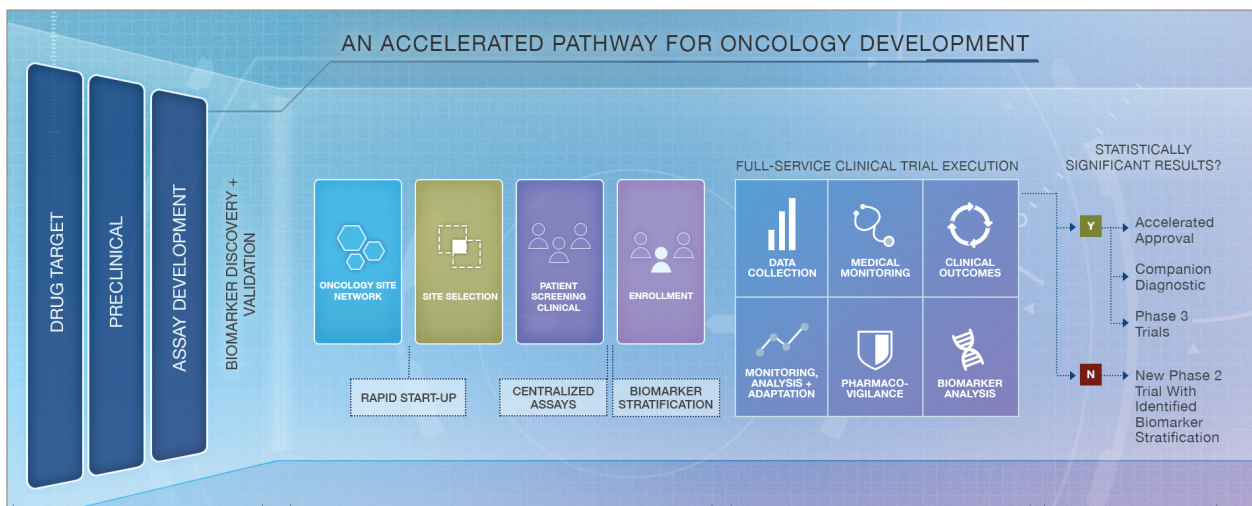 AN ACCELERATED PATHWAY FOR ONCOLOGY DEVELOPMENT
DRUG TARGET
PRECLINICAL
ASSAY DEVELOPMENT
BIOMARKER DISCOVERY +
VALIDATION
ONCOLOGY SITE
NETWORK
SITE SELECTION
PATIENT
SCREENING
CLINICAL
ENROLLMENT
RAPID START-UP
CENTRALIZED
ASSAYS
BIOMARKER
STRATIFICATION
FULL-SERVICE CLINICAL TRIAL EXECUTION
DATA
COLLECTION
MEDICAL
MONITORING
CLINICAL
OUTCOMES
MONITORING,
ANALYSIS +
ADAPTATION
PHARMACO-
VIGILANCE
BIOMARKER
ANALYSIS
STATISTICALLY
SIGNIFICANT RESULTS?
Y
Accelerated
Approval
Companion
Diagnostic
Phase 3
Trials
N
New Phase 2
Trial With
Identified
Biomarker
Stratification